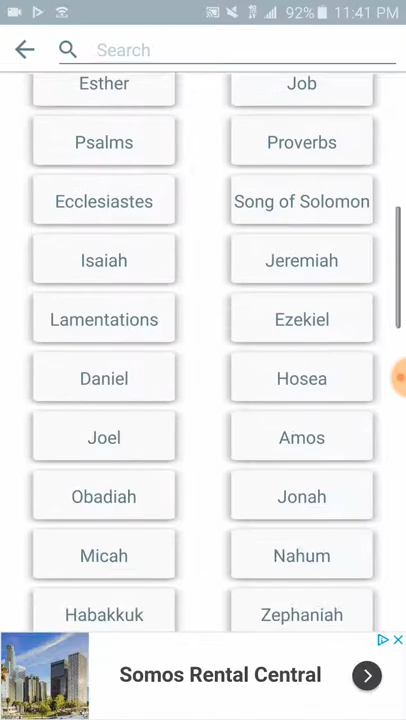 92% 11:41 PM
Search
Esther Job
Psalms Proverbs
Ecclesiastes Song of Solomon
Isaiah Jeremiah
Lamentations Ezekiel
Daniel Hosea
Joel Amos
Obadiah Jonah
Micah Nahum
Habakkuk Zephaniah
Somos Rental Central